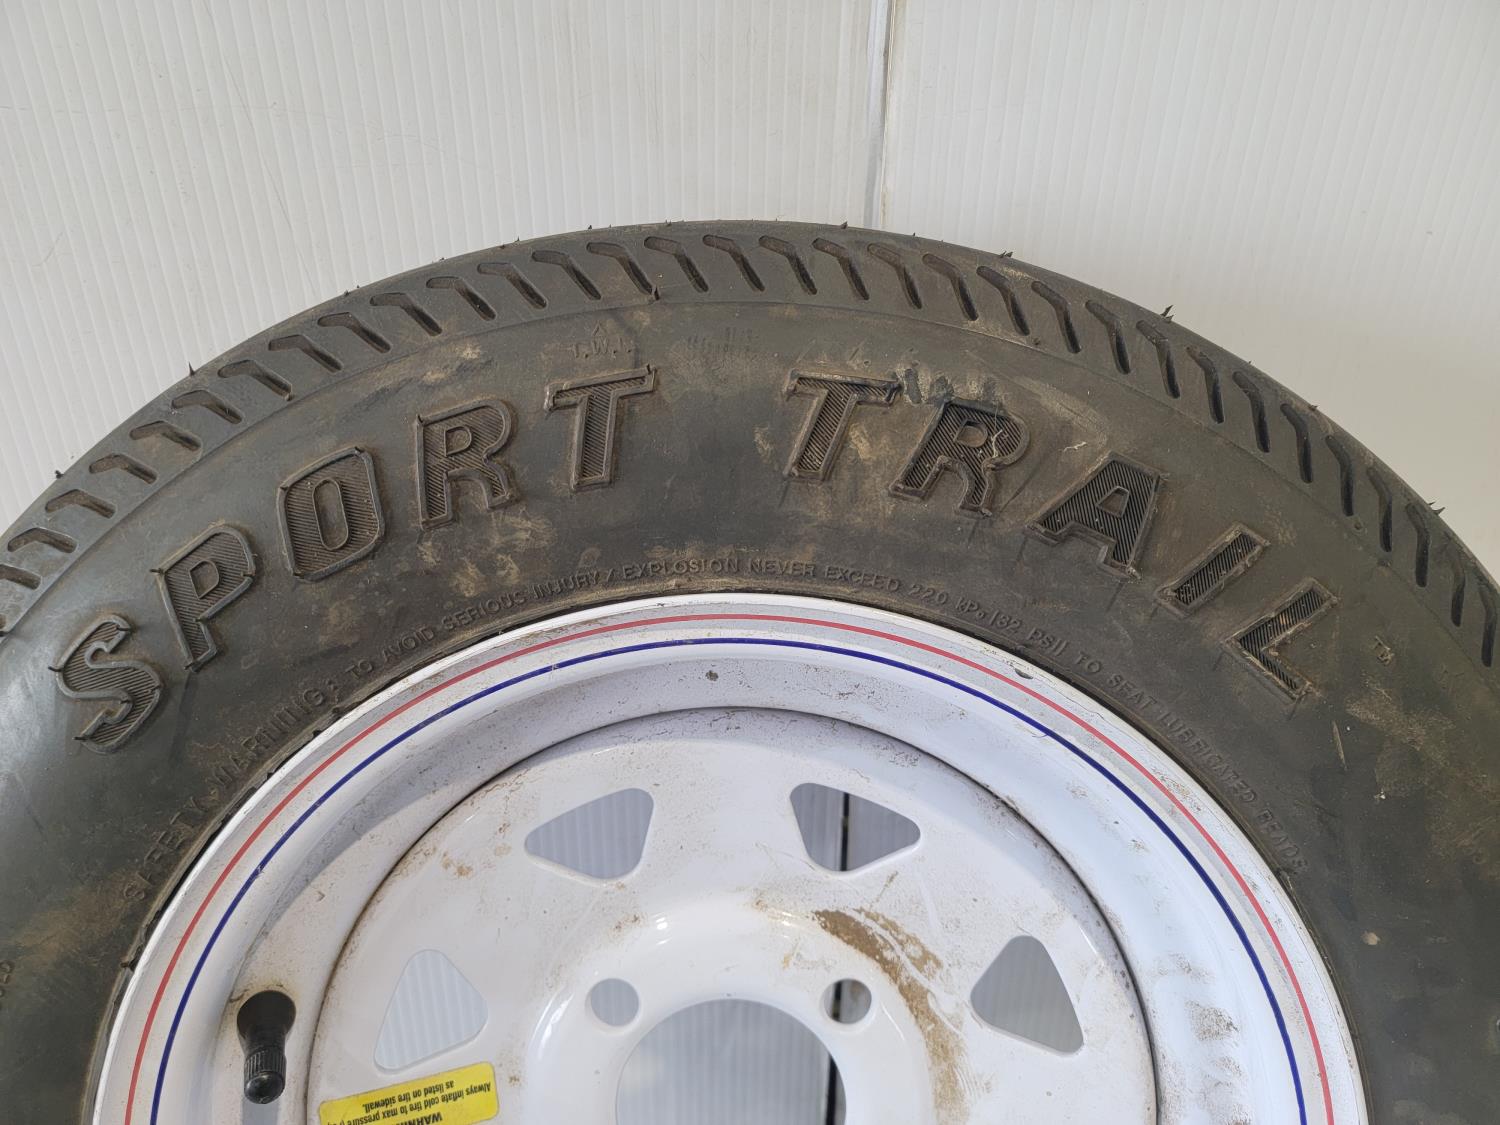 T.W.I.
SPORT TRAIL™
SAFETY WARNING: TO AVOID SERIOUS INJURY / EXPLOSION NEVER EXCEED 220 kPa (32 PSI) TO SEAT LUBRICATED BEADS
WARNING
Always inflate cold tire to max pressure
as listed on tire sidewall.